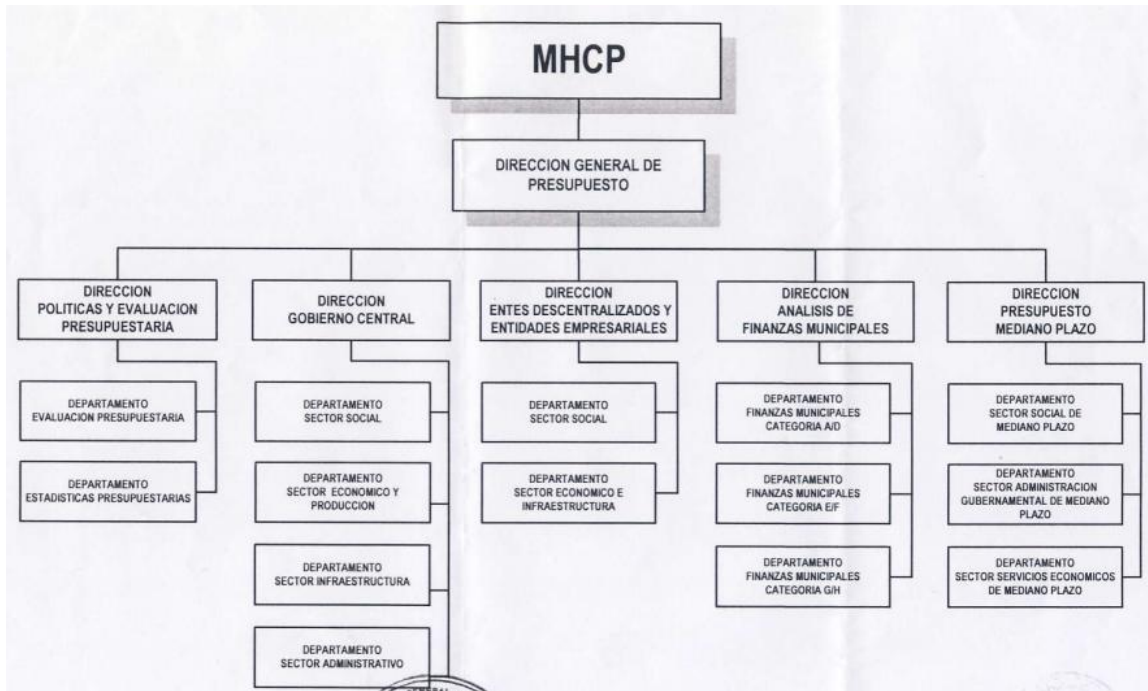 MHCP
DIRECCION GENERAL DE
PRESUPUESTO
DIRECCION
POLITICAS Y EVALUACION
PRESUPUESTARIA
DIRECCION
GOBIERNO CENTRAL
DIRECCION
ENTES DESCENTRALIZADOS Y
ENTIDADES EMPRESARIALES
DIRECCION
ANALISIS DE
FINANZAS MUNICIPALES
DIRECCION
PRESUPUESTO
MEDIANO PLAZO
DEPARTAMENTO
EVALUACION PRESUPUESTARIA
DEPARTAMENTO
ESTADISTICAS PRESUPUESTARIAS
DEPARTAMENTO
SECTOR SOCIAL
DEPARTAMENTO
SECTOR ECONOMICO Y
PRODUCCION
DEPARTAMENTO
SECTOR INFRAESTRUCTURA
DEPARTAMENTO
SECTOR ADMINISTRATIVO
DEPARTAMENTO
SECTOR SOCIAL
DEPARTAMENTO
SECTOR ECONOMICO E
INFRAESTRUCTURA
DEPARTAMENTO
FINANZAS MUNICIPALES
CATEGORIA A/D
DEPARTAMENTO
FINANZAS MUNICIPALES
CATEGORIA E/F
DEPARTAMENTO
FINANZAS MUNICIPALES
CATEGORIA G/H
DEPARTAMENTO
SECTOR SOCIAL DE
MEDIANO PLAZO
DEPARTAMENTO
SECTOR ADMINISTRACION
GUBERNAMENTAL DE MEDIANO
PLAZO
DEPARTAMENTO
SECTOR SERVICIOS ECONOMICOS
DE MEDIANO PLAZO